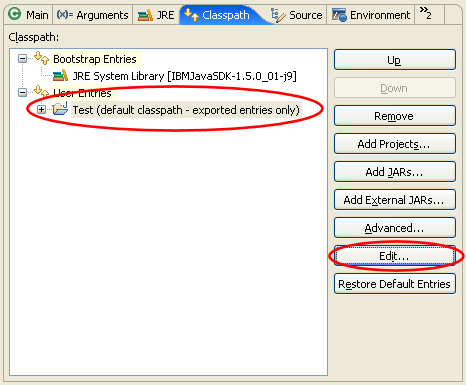 Main (x)= Arguments JRE Classpath Source Environment »2
Classpath:
Bootstrap Entries
JRE System Library [IBMJavaSDK-1.5.0_01-j9]
User Entries
Test (default classpath - exported entries only)
Up
Down
Remove
Add Projects...
Add JARs...
Add External JARs...
Advanced...
Edit...
Restore Default Entries